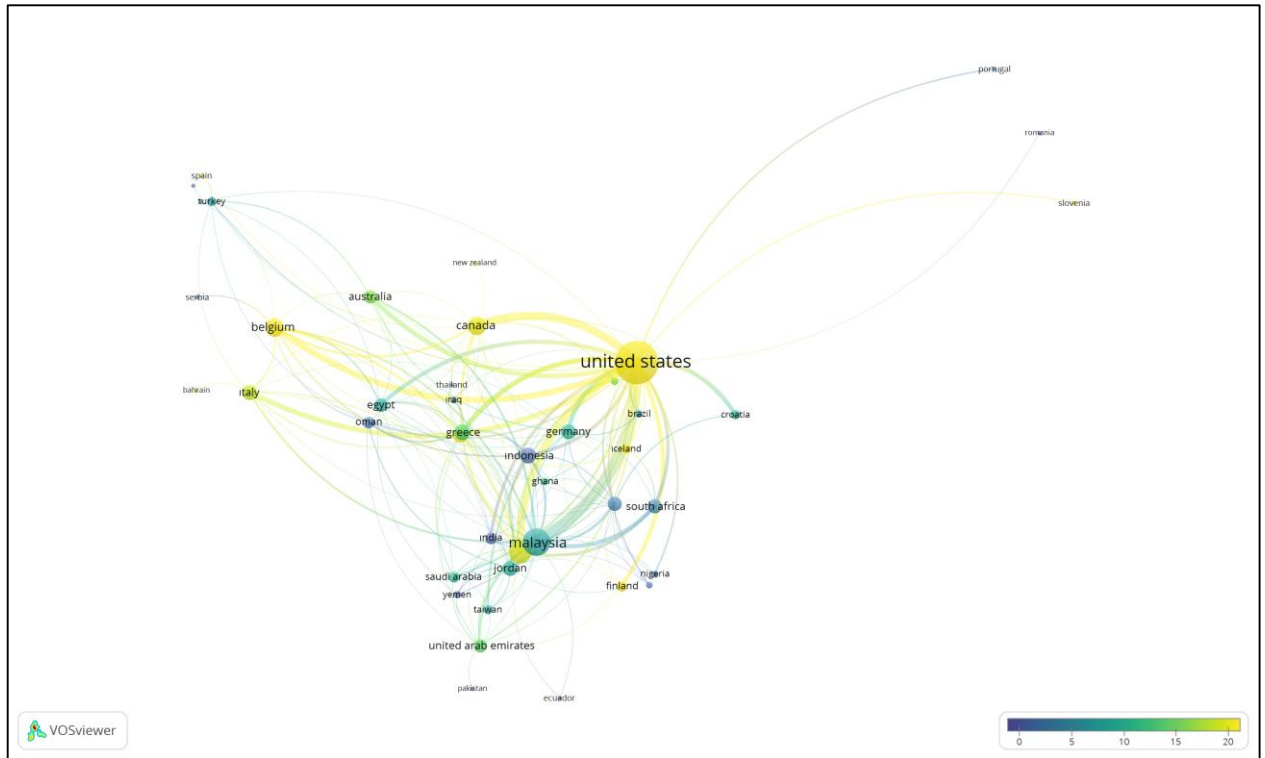 portugal
romania
spain
turkey
slovenia
new zealand
serbia
australia
belgium
canada
united states
thailand
bahrain
italy
iraq
egypt
brazil
croatia
oman
greece
germany
indonesia
iceland
ghana
south africa
india
malaysia
jordan
nigeria
saudi arabia
finland
yemen
taiwan
united arab emirates
pakistan
ecuador
VOSviewer
0 5 10 15 20